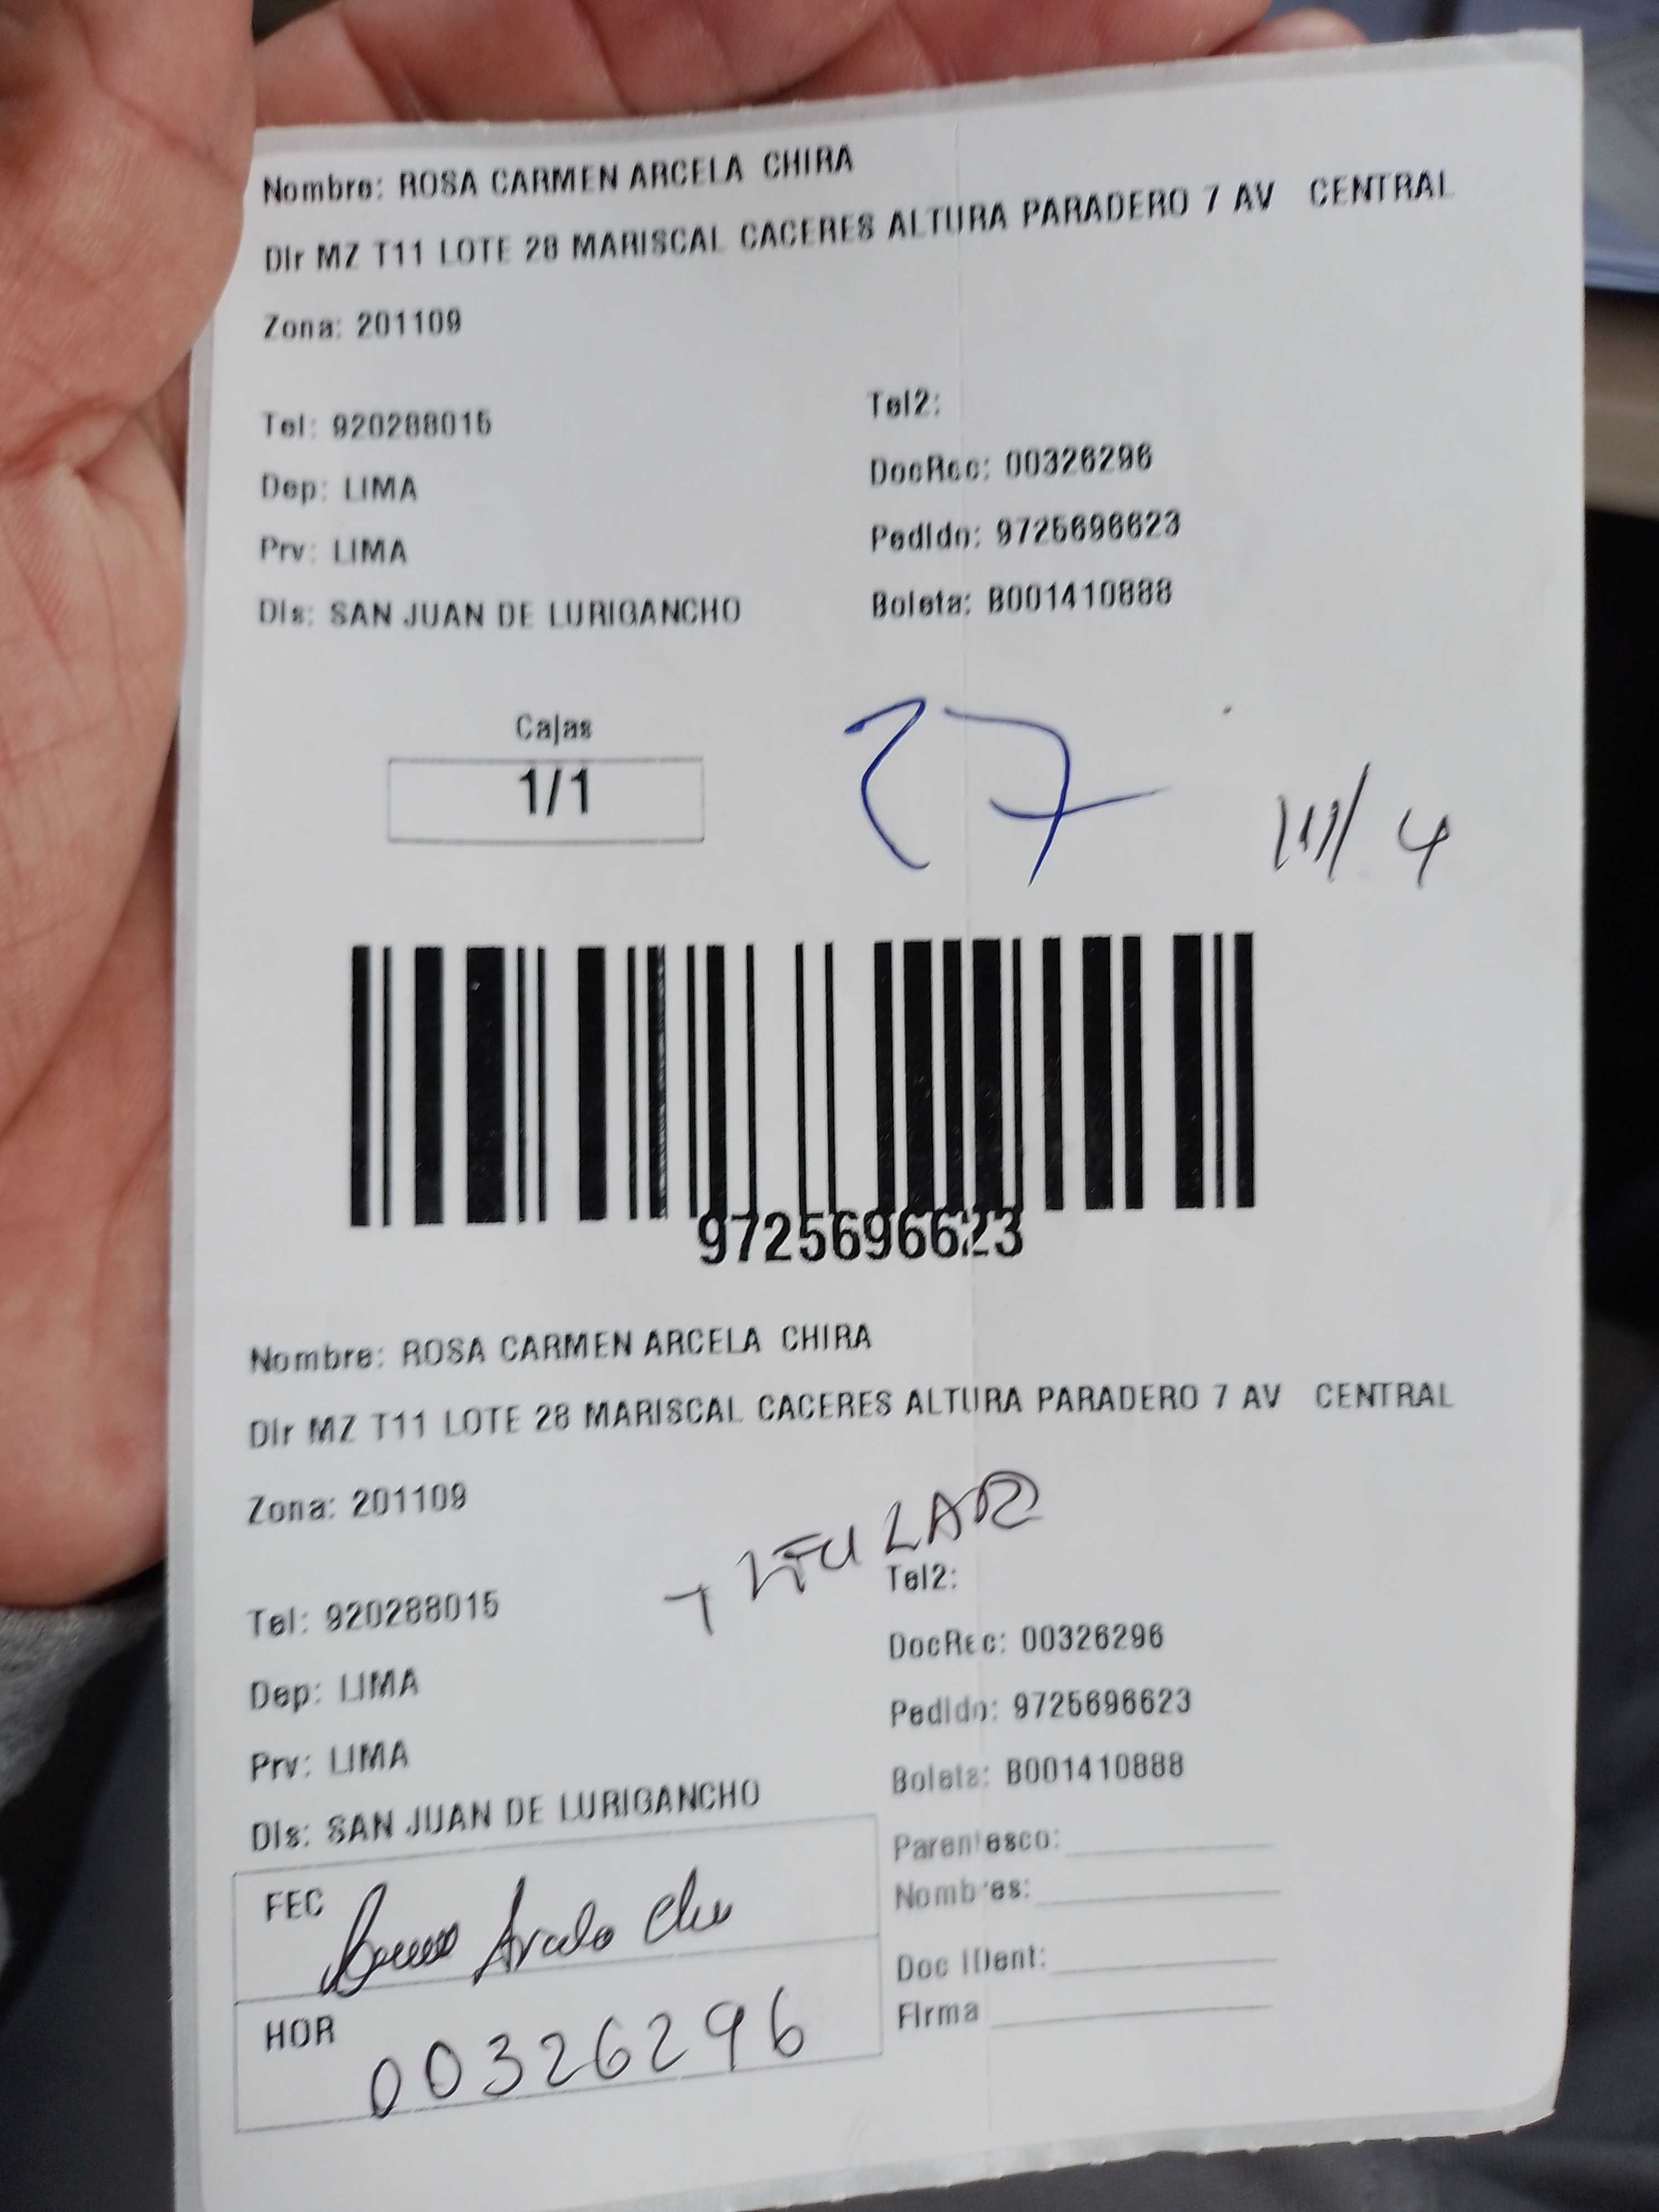 Nombre: ROSA CARMEN ARCELA CHIRA
Dir MZ T11 LOTE 28 MARISCAL CACERES ALTURA PARADERO 7 AV CENTRAL
Zona: 201109
Tel: 920288015
Tel2:
Dep: LIMA
DocRec: 00326296
Prv: LIMA
Pedido: 9725696623
Dis: SAN JUAN DE LURIGANCHO
Boleta: B001410888
Cajas
1/1
27
4
9725696623
Nombre: ROSA CARMEN ARCELA CHIRA
Dir MZ T11 LOTE 28 MARISCAL CACERES ALTURA PARADERO 7 AV CENTRAL
Zona: 201109
TITULAR
Tel: 920288015
Tel2:
Dep: LIMA
DocRec: 00326296
Prv: LIMA
Pedido: 9725696623
Dis: SAN JUAN DE LURIGANCHO
Boleta: B001410888
Parentesco:
FEC
Nombres:
Doc IDent:
HOR
Firma
00326296